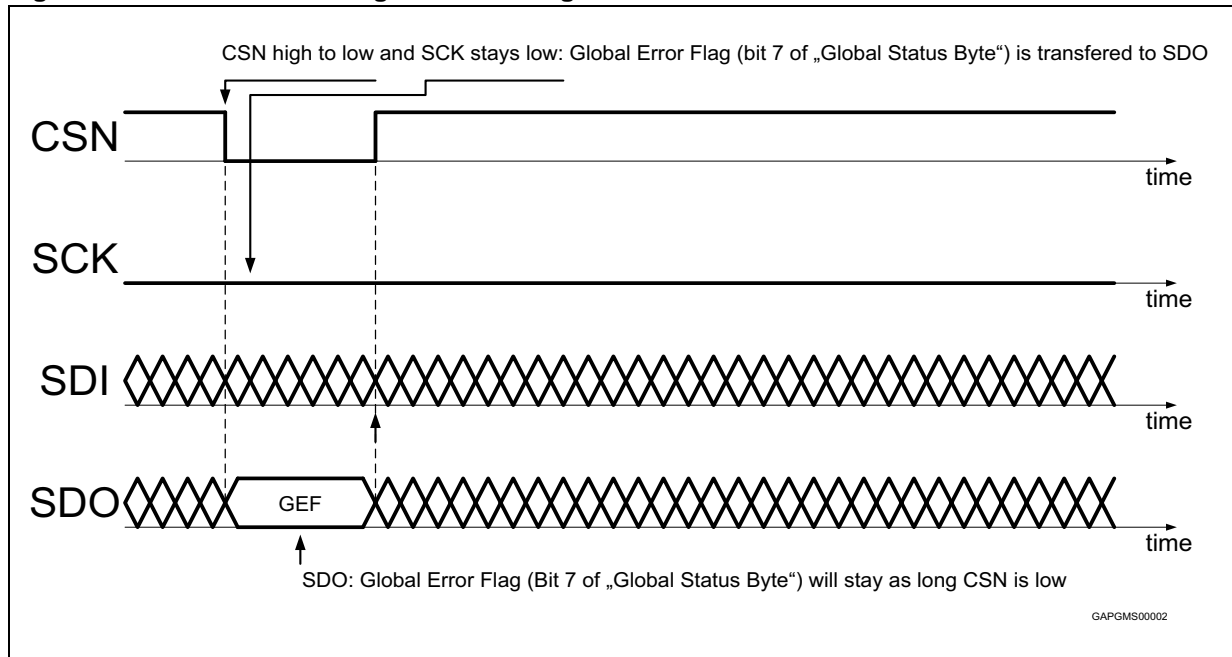 CSN high to low and SCK stays low: Global Error Flag (bit 7 of „Global Status Byte“) is transfered to SDO
CSN
time
SCK
time
SDI
time
SDO
GEF
time
SDO: Global Error Flag (Bit 7 of „Global Status Byte“) will stay as long CSN is low
GAPGMS00002